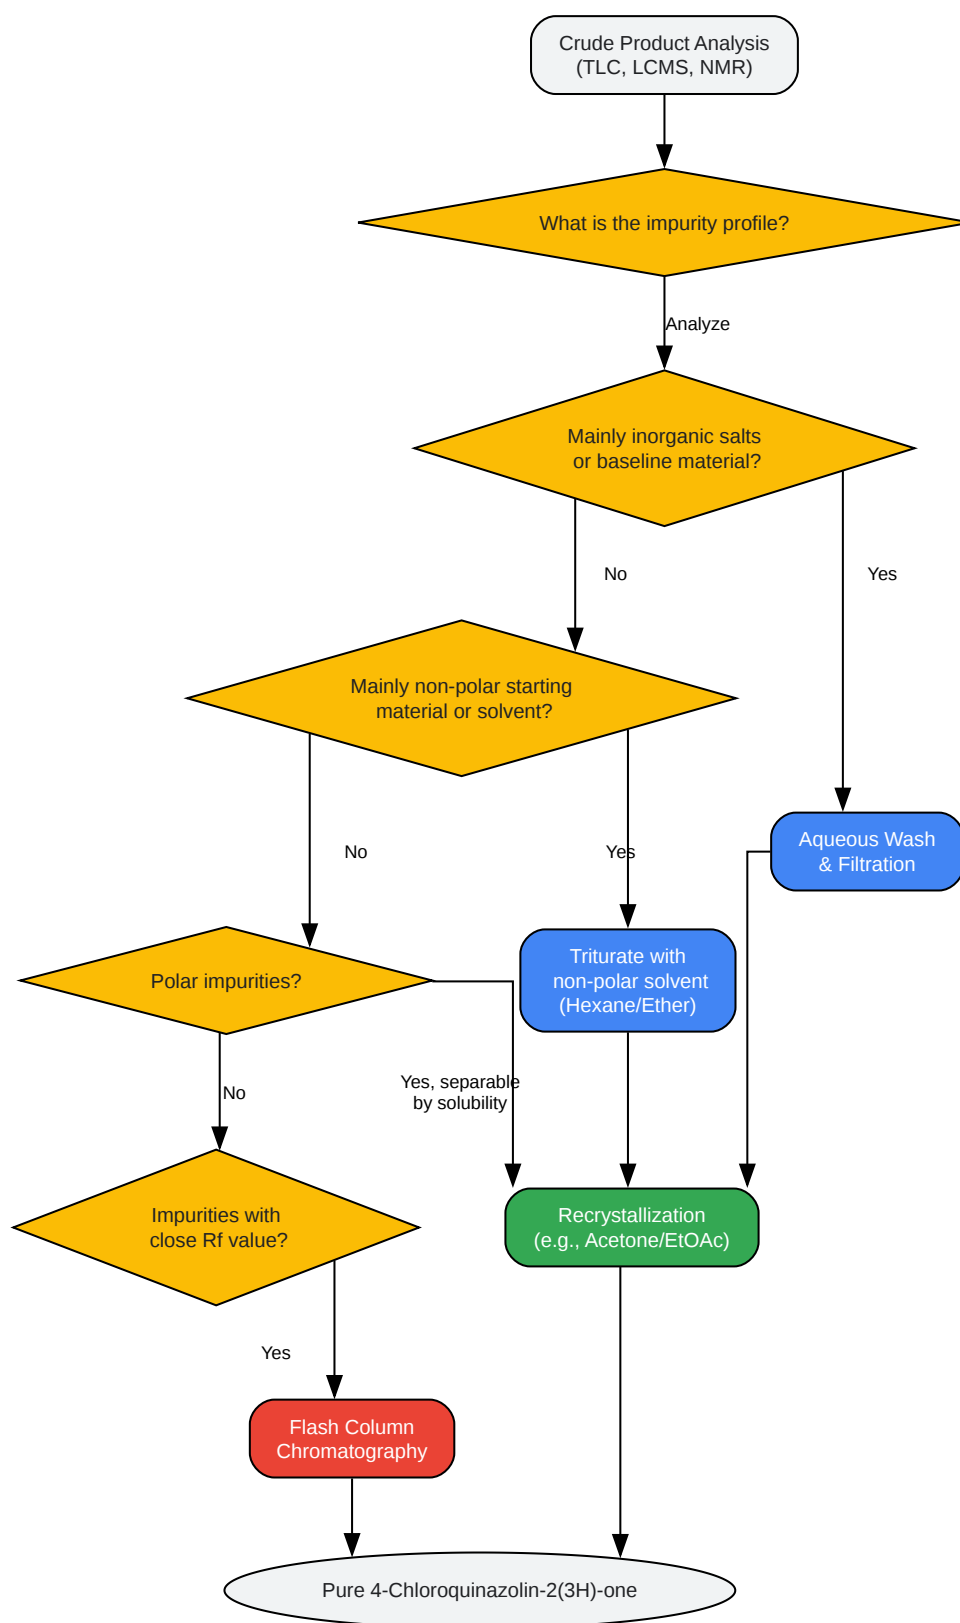 Crude Product Analysis
(TLC, LCMS, NMR)
What is the impurity profile?
Analyze
Mainly inorganic salts
or baseline material?
No
Yes
Mainly non-polar starting
material or solvent?
No
Yes
Aqueous Wash
& Filtration
Polar impurities?
Triturate with
non-polar solvent
(Hexane/Ether)
Yes, separable
by solubility
No
Impurities with
close Rf value?
Recrystallization
(e.g., Acetone/EtOAc)
Yes
Flash Column
Chromatography
Pure 4-Chloroquinazolin-2(3H)-one